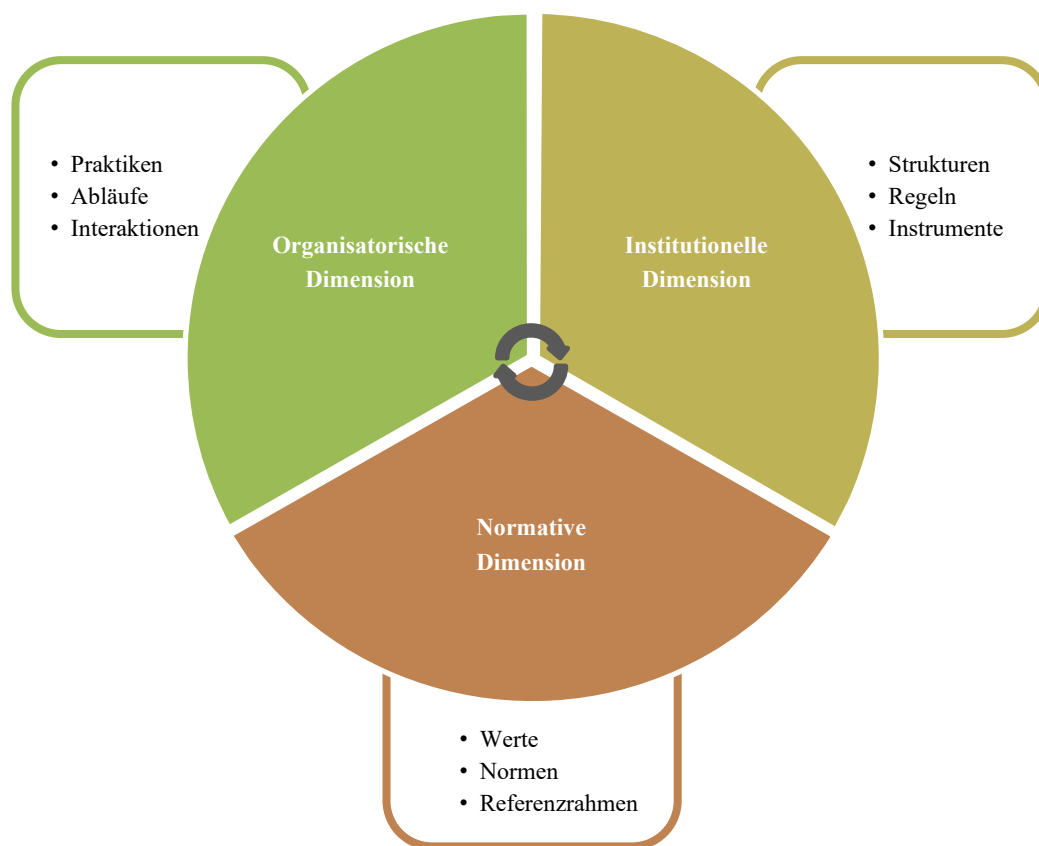 • Praktiken
• Abläufe
• Interaktionen
Organisatorische
Dimension
Institutionelle
Dimension
• Strukturen
• Regeln
• Instrumente
Normative
Dimension
• Werte
• Normen
• Referenzrahmen